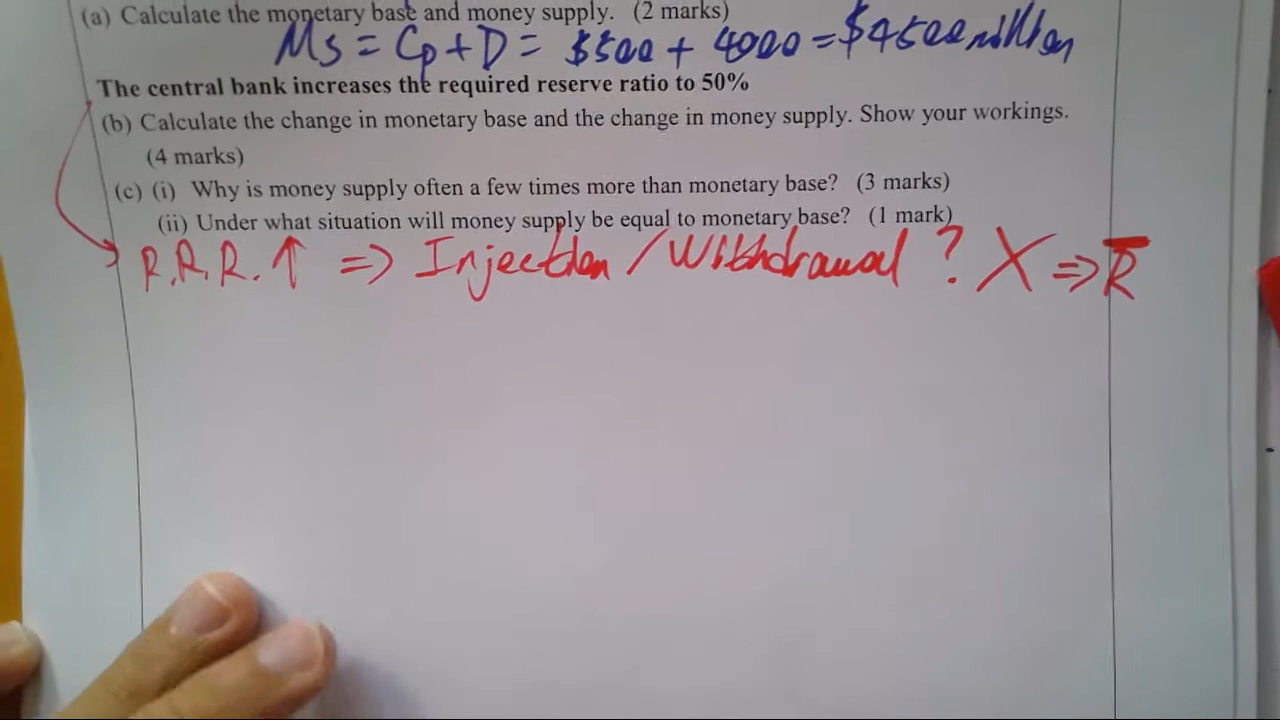 (a) Calculate the monetary base and money supply. (2 marks)
Ms = Cp + D = $500 + 4000 = $4500 million
The central bank increases the required reserve ratio to 50%
(b) Calculate the change in monetary base and the change in money supply. Show your workings.
(4 marks)
(c) (i) Why is money supply often a few times more than monetary base? (3 marks)
(ii) Under what situation will money supply be equal to monetary base? (1 mark)
R.R.R. ↑ => Injection / Withdrawal ? X => R̅